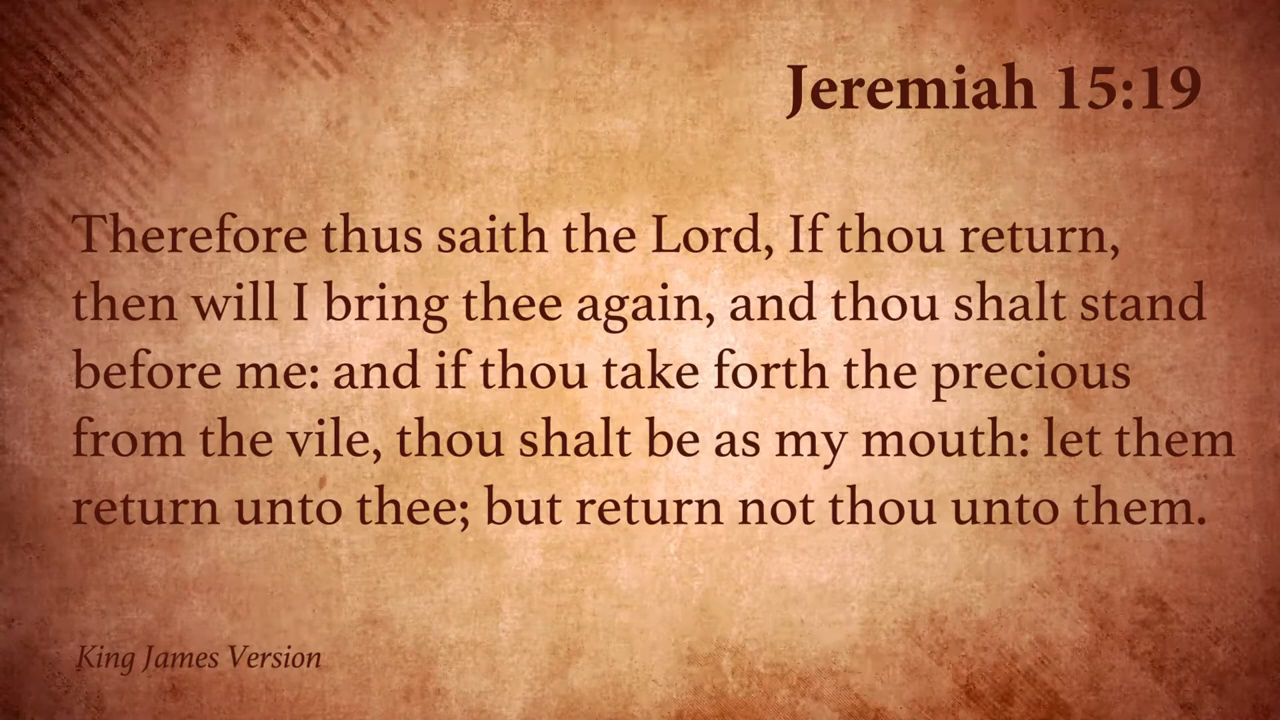 Jeremiah 15:19
Therefore thus saith the Lord, If thou return,
then will I bring thee again, and thou shalt stand
before me: and if thou take forth the precious
from the vile, thou shalt be as my mouth: let them
return unto thee; but return not thou unto them.
King James Version